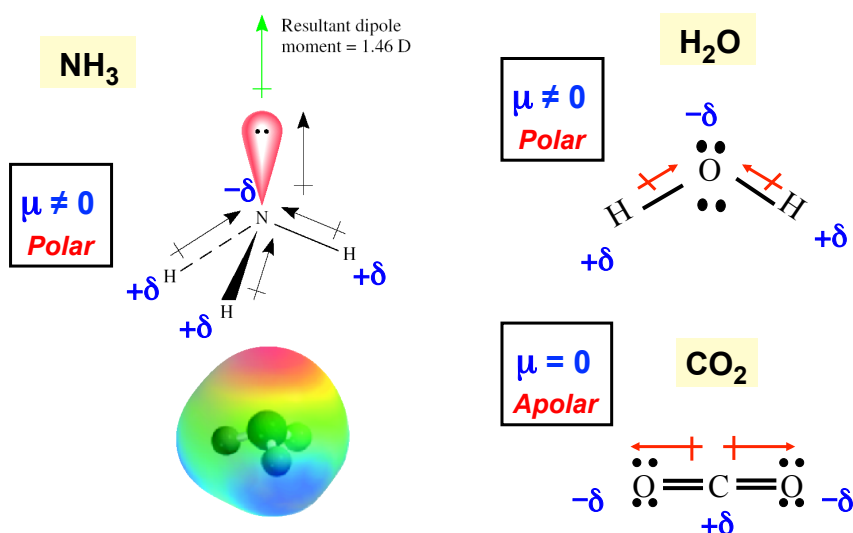 NH₃
Resultant dipole
moment = 1.46 D
μ ≠ 0
Polar
–δ
N
H
H
H
+δ
+δ
+δ
H₂O
μ ≠ 0
Polar
–δ
O
H
H
+δ
+δ
μ = 0
Apolar
CO₂
O
C
O
–δ
+δ
–δ